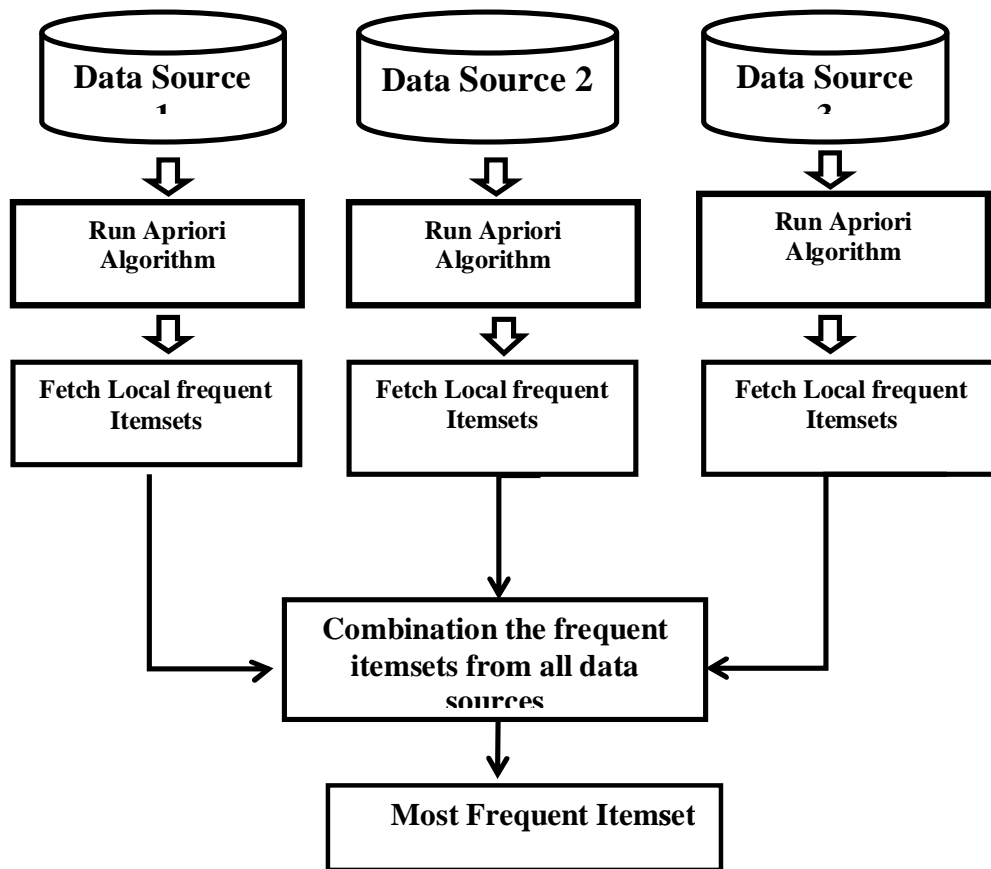 Data Source
1
Data Source 2
Data Source
3
Run Apriori
Algorithm
Run Apriori
Algorithm
Run Apriori
Algorithm
Fetch Local frequent
Itemsets
Fetch Local frequent
Itemsets
Fetch Local frequent
Itemsets
Combination the frequent
itemsets from all data
sources
Most Frequent Itemset